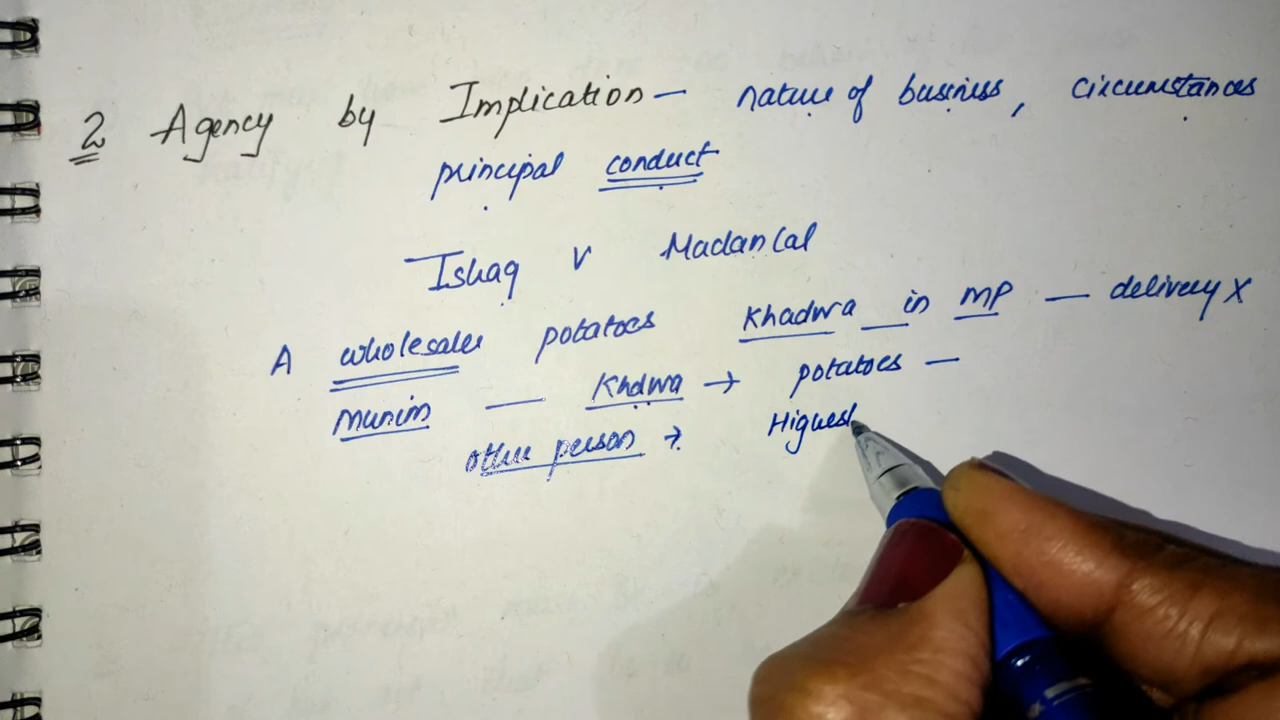 2 Agency by Implication — nature of business, circumstances
principal conduct
Ishaq v Madanlal
A wholesaler potatoes Khadwa in MP — delivery X
Munim — Khdwa → potatoes —
other person → Highest